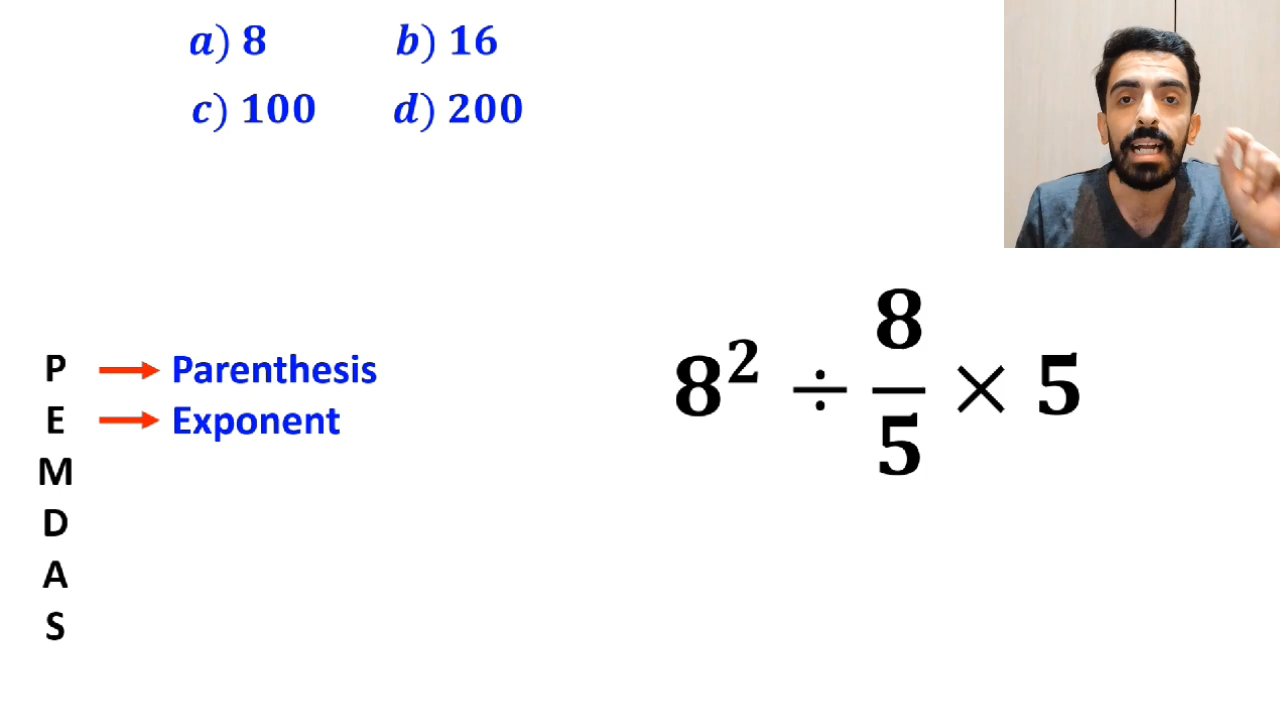 a) 8 b) 16
c) 100 d) 200
P → Parenthesis
E → Exponent
M
D
A
S
8² ÷ 8/5 × 5